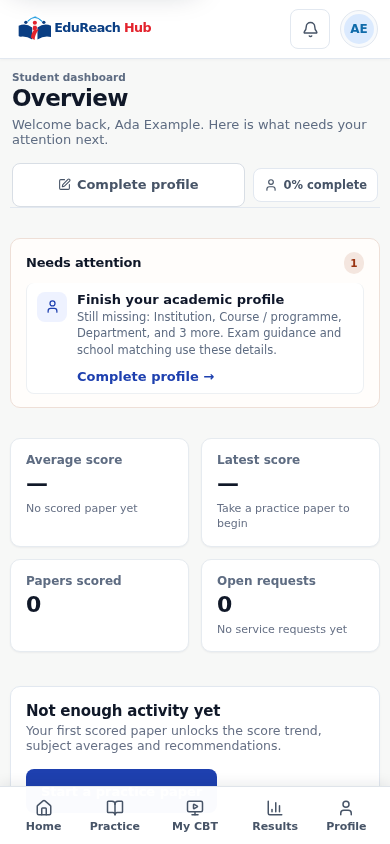 EduReach Hub
AE
Student dashboard
Overview
Welcome back, Ada Example. Here is what needs your
attention next.
Complete profile
0% complete
Needs attention
1
Finish your academic profile
Still missing: Institution, Course / programme,
Department, and 3 more. Exam guidance and
school matching use these details.
Complete profile →
Average score
—
No scored paper yet
Latest score
—
Take a practice paper to
begin
Papers scored
0
Open requests
0
No service requests yet
Not enough activity yet
Your first scored paper unlocks the score trend,
subject averages and recommendations.
Home
Practice
My CBT
Results
Profile